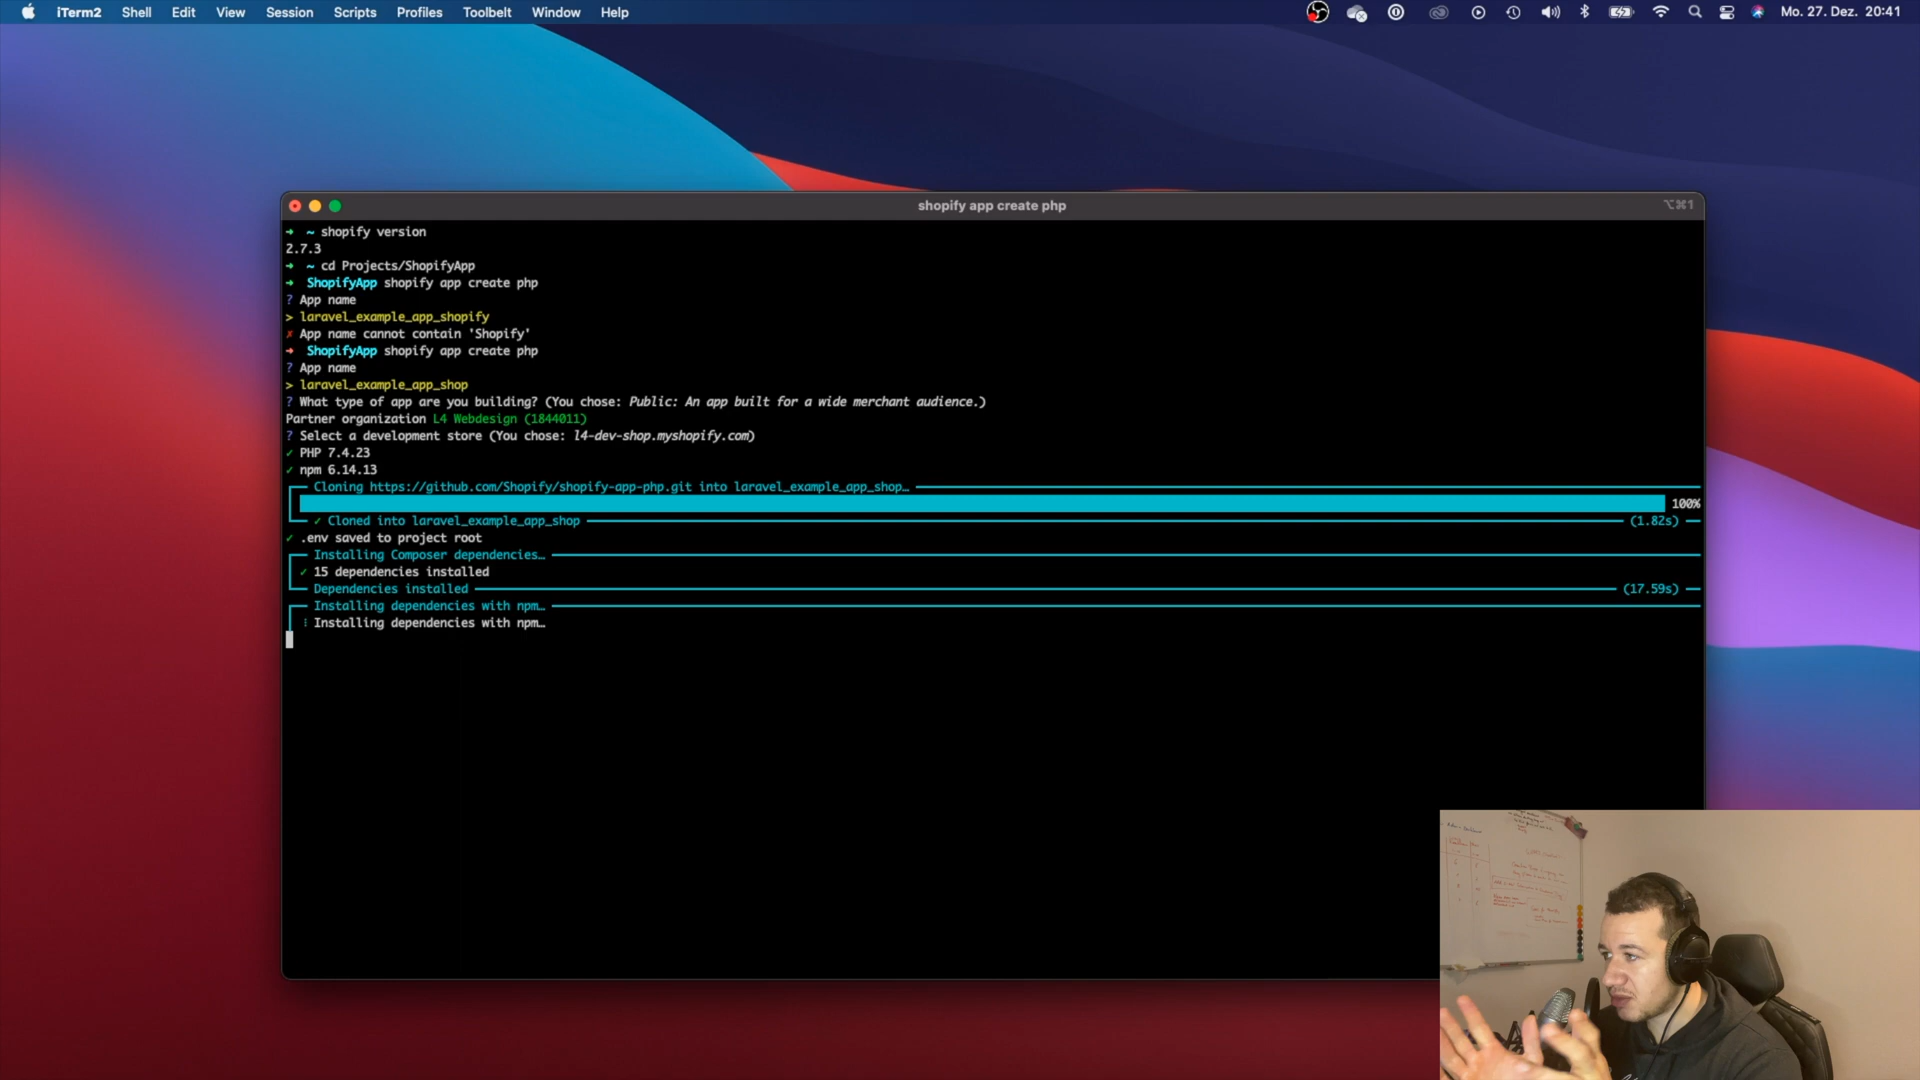 iTerm2 Shell Edit View Session Scripts Profiles Toolbelt Window Help Mo. 27. Dez. 20:41
shopify app create php ⌥⌘1
→ ~ shopify version
2.7.3
→ ~ cd Projects/ShopifyApp
→ ShopifyApp shopify app create php
? App name
> laravel_example_app_shopify
✗ App name cannot contain 'Shopify'
→ ShopifyApp shopify app create php
? App name
> laravel_example_app_shop
? What type of app are you building? (You chose: Public: An app built for a wide merchant audience.)
Partner organization L4 Webdesign (1844011)
? Select a development store (You chose: l4-dev-shop.myshopify.com)
✓ PHP 7.4.23
✓ npm 6.14.13
Cloning https://github.com/Shopify/shopify-app-php.git into laravel_example_app_shop…
100%
✓ Cloned into laravel_example_app_shop (1.82s)
✓ .env saved to project root
Installing Composer dependencies…
✓ 15 dependencies installed
Dependencies installed (17.59s)
Installing dependencies with npm…
Installing dependencies with npm…